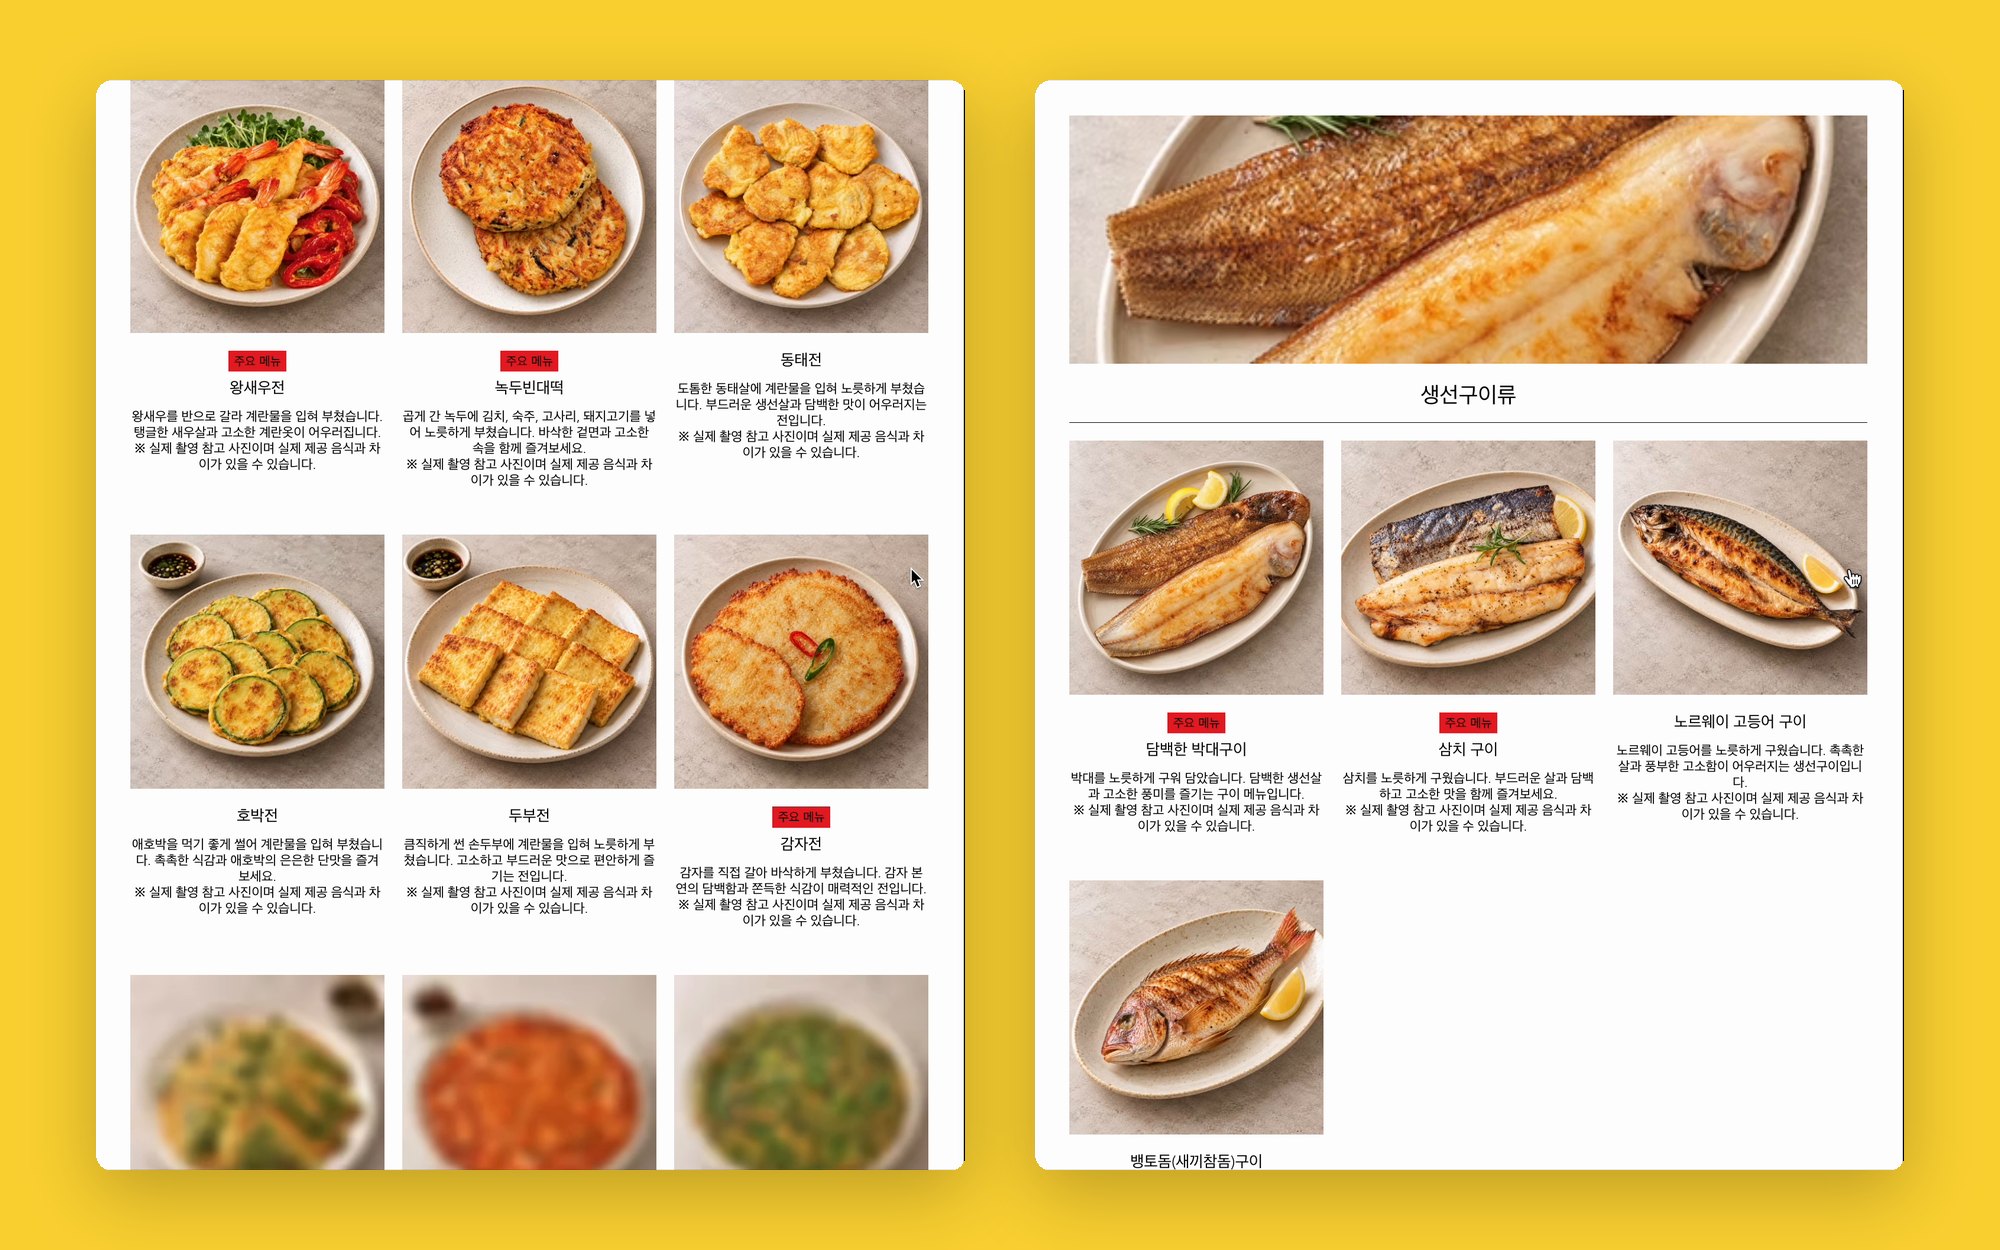 주요 메뉴
왕새우전
왕새우를 반으로 갈라 계란물을 입혀 부쳤습니다.
탱글한 새우살과 고소한 계란옷이 어우러집니다.
※ 실제 촬영 참고 사진이며 실제 제공 음식과 차
이가 있을 수 있습니다.
주요 메뉴
녹두빈대떡
곱게 간 녹두에 김치, 숙주, 고사리, 돼지고기를 넣
어 노릇하게 부쳤습니다. 바삭한 겉면과 고소한
속을 함께 즐겨보세요.
※ 실제 촬영 참고 사진이며 실제 제공 음식과 차
이가 있을 수 있습니다.
동태전
도톰한 동태살에 계란물을 입혀 노릇하게 부쳤습
니다. 부드러운 생선살과 담백한 맛이 어우러지는
전입니다.
※ 실제 촬영 참고 사진이며 실제 제공 음식과 차
이가 있을 수 있습니다.
호박전
애호박을 먹기 좋게 썰어 계란물을 입혀 부쳤습니
다. 촉촉한 식감과 애호박의 은은한 단맛을 즐겨
보세요.
※ 실제 촬영 참고 사진이며 실제 제공 음식과 차
이가 있을 수 있습니다.
두부전
큼직하게 썬 손두부에 계란물을 입혀 노릇하게 부
쳤습니다. 고소하고 부드러운 맛으로 편안하게 즐
기는 전입니다.
※ 실제 촬영 참고 사진이며 실제 제공 음식과 차
이가 있을 수 있습니다.
주요 메뉴
감자전
감자를 직접 갈아 바삭하게 부쳤습니다. 감자 본
연의 담백함과 쫀득한 식감이 매력적인 전입니다.
※ 실제 촬영 참고 사진이며 실제 제공 음식과 차
이가 있을 수 있습니다.
생선구이류
주요 메뉴
담백한 박대구이
박대를 노릇하게 구워 담았습니다. 담백한 생선살
과 고소한 풍미를 즐기는 구이 메뉴입니다.
※ 실제 촬영 참고 사진이며 실제 제공 음식과 차
이가 있을 수 있습니다.
주요 메뉴
삼치 구이
삼치를 노릇하게 구웠습니다. 부드러운 살과 담백
하고 고소한 맛을 함께 즐겨보세요.
※ 실제 촬영 참고 사진이며 실제 제공 음식과 차
이가 있을 수 있습니다.
노르웨이 고등어 구이
노르웨이 고등어를 노릇하게 구웠습니다. 촉촉한
살과 풍부한 고소함이 어우러지는 생선구이입니
다.
※ 실제 촬영 참고 사진이며 실제 제공 음식과 차
이가 있을 수 있습니다.
뱅토돔(새끼참돔)구이